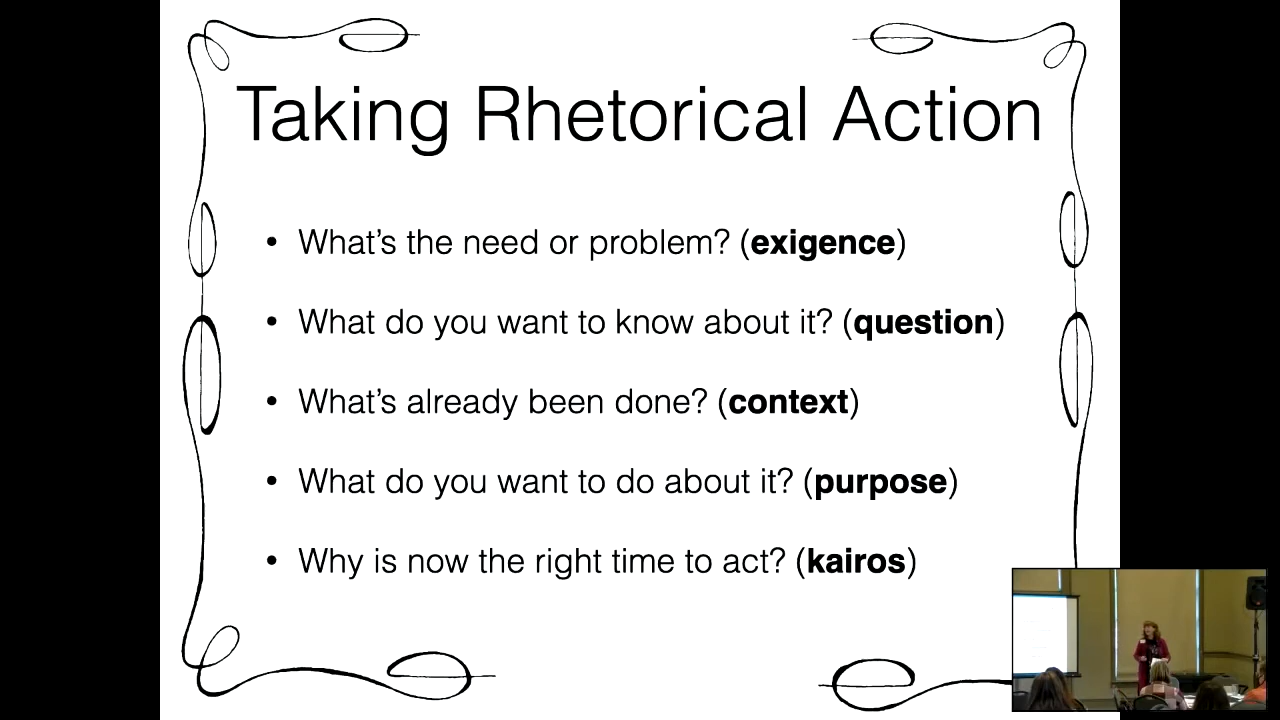 Taking Rhetorical Action
• What’s the need or problem? (exigence)
• What do you want to know about it? (question)
• What’s already been done? (context)
• What do you want to do about it? (purpose)
• Why is now the right time to act? (kairos)